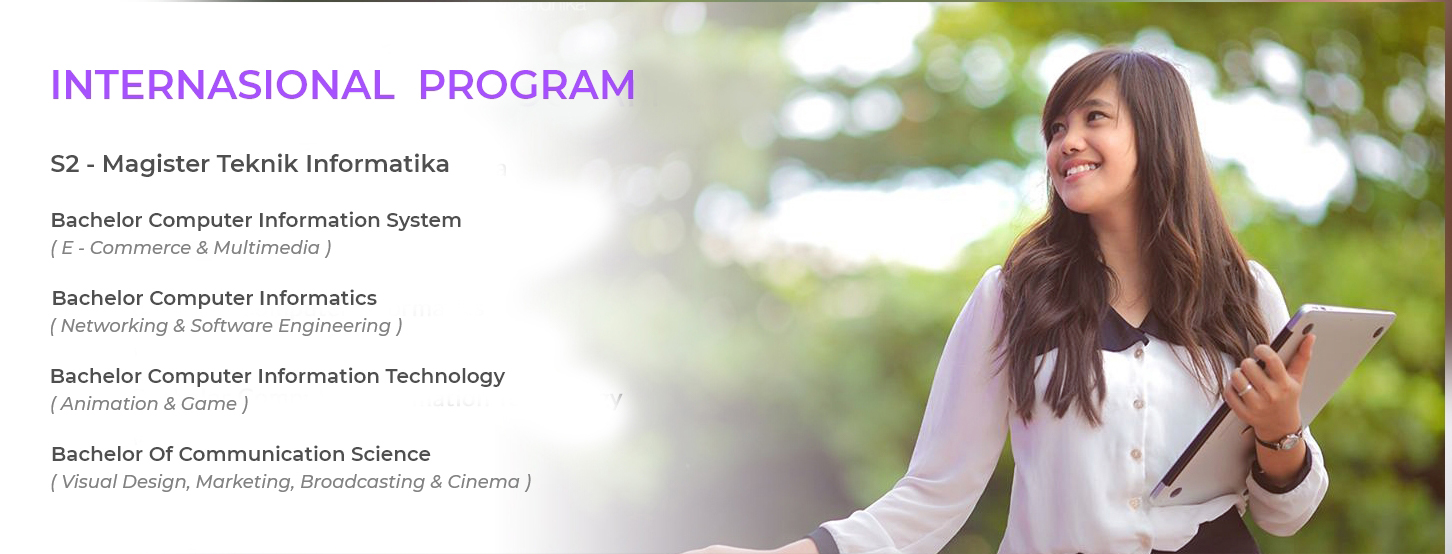 INTERNASIONAL PROGRAM
S2 - Magister Teknik Informatika
Bachelor Computer Information System
( E - Commerce & Multimedia )
Bachelor Computer Informatics
( Networking & Software Engineering )
Bachelor Computer Information Technology
( Animation & Game )
Bachelor Of Communication Science
( Visual Design, Marketing, Broadcasting & Cinema )